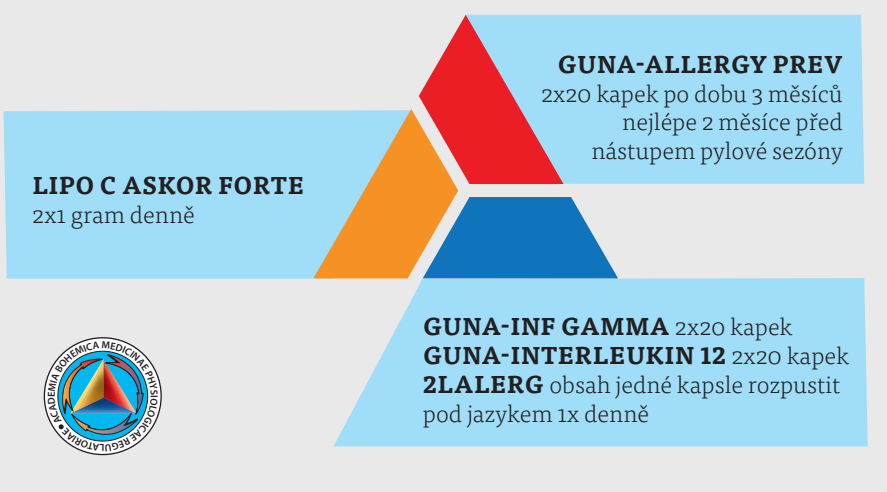 GUNA-ALLERGY PREV
2x20 kapek po dobu 3 měsíců
nejlépe 2 měsíce před
nástupem pylové sezóny
LIPO C ASKOR FORTE
2x1 gram denně
GUNA-INF GAMMA 2x20 kapek
GUNA-INTERLEUKIN 12 2x20 kapek
2LALERG obsah jedné kapsle rozpustit
pod jazykem 1x denně
ACADEMIA BOHEMICA MEDICINAE PHYSIOLOGICAE REGULATORIAE